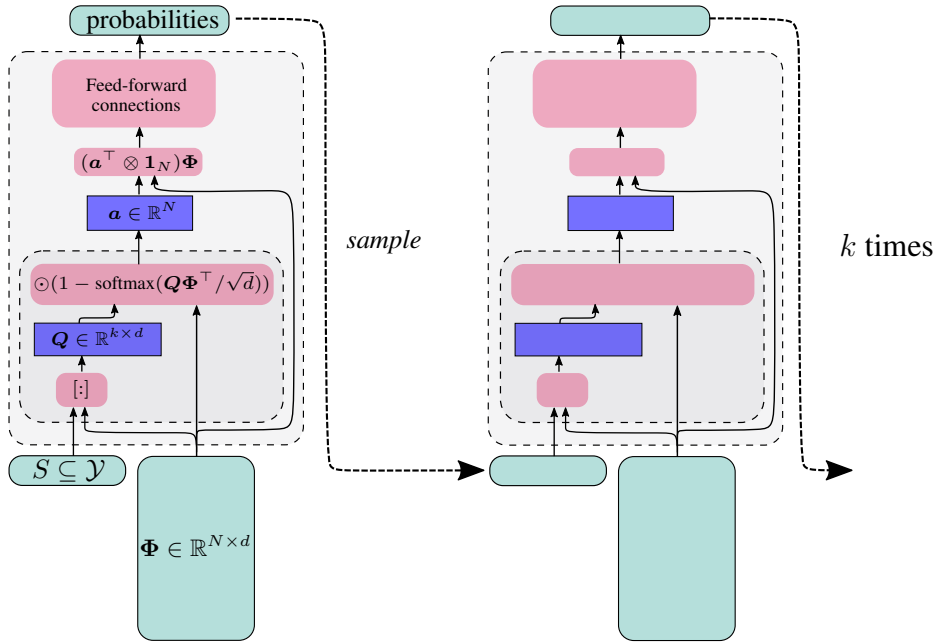 probabilities
Feed-forward
connections
(a^⊤ ⊗ 1_N)Φ
a ∈ ℝ^N
sample
k times
⊙(1 − softmax(QΦ^⊤/√d))
Q ∈ ℝ^{k×d}
[:]
S ⊆ 𝒴
Φ ∈ ℝ^{N×d}